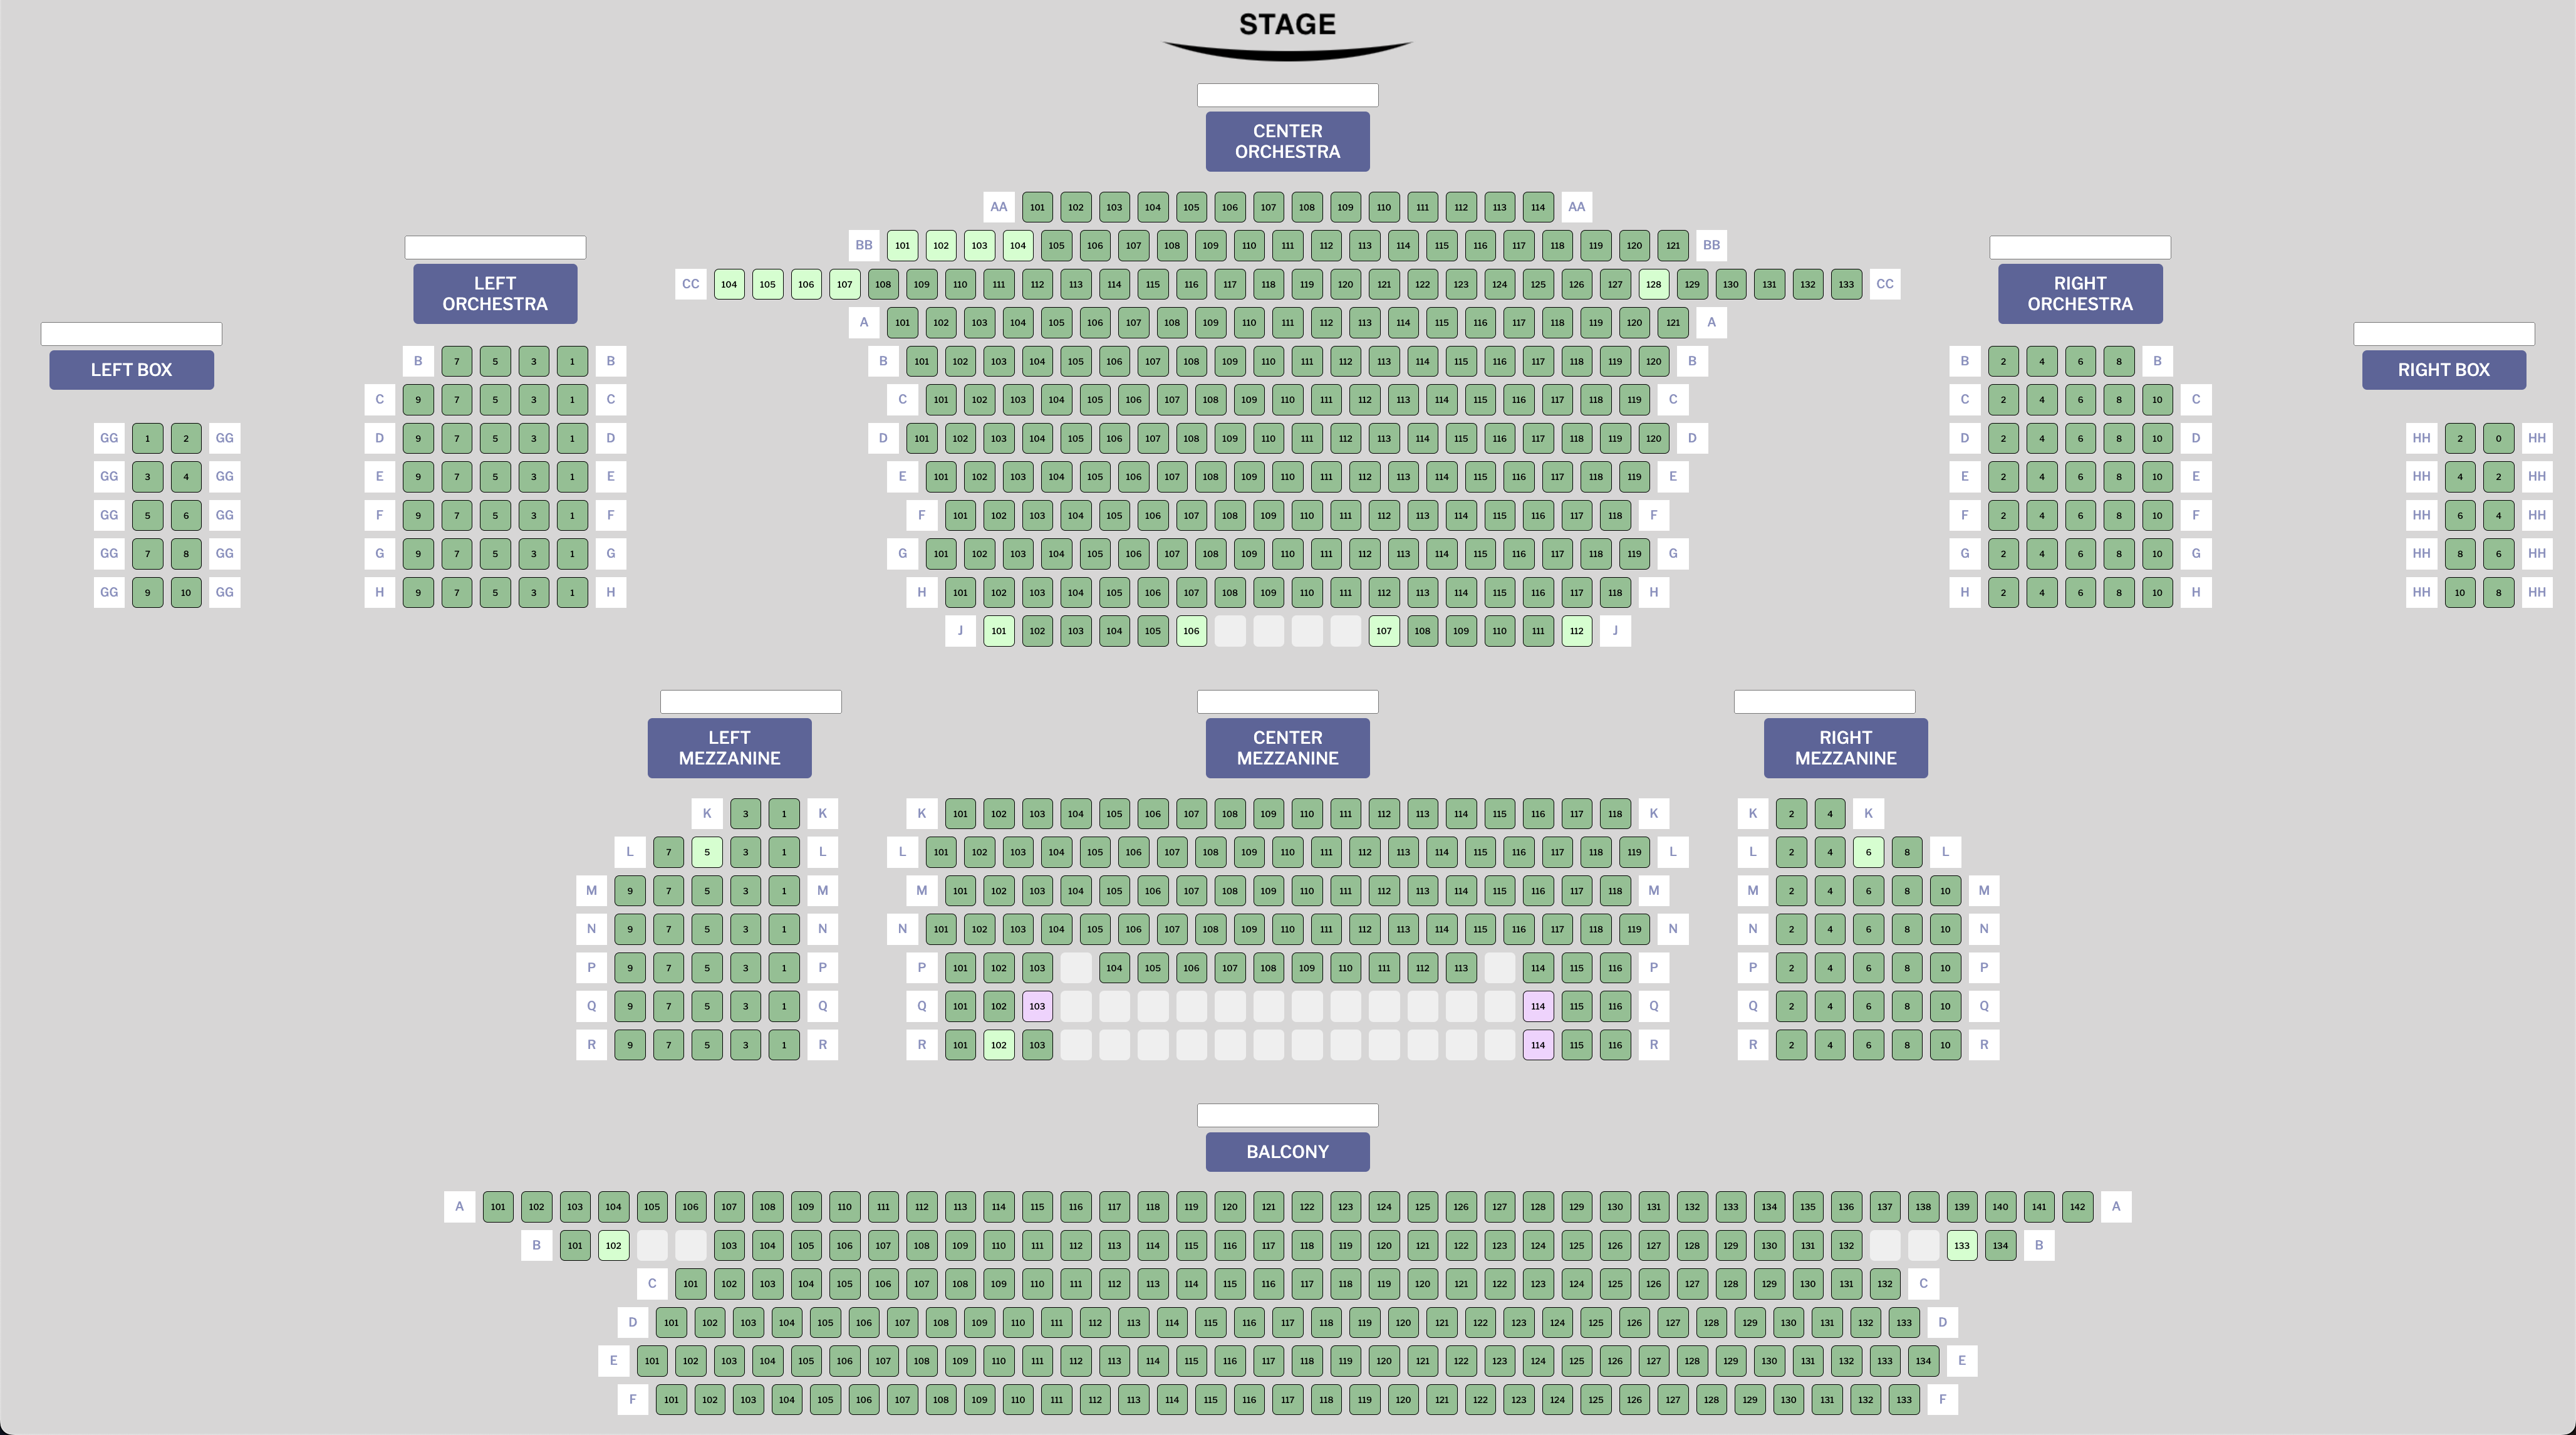 STAGE
CENTER
ORCHESTRA
AA 101 102 103 104 105 106 107 108 109 110 111 112 113 114 AA
BB 101 102 103 104 105 106 107 108 109 110 111 112 113 114 115 116 117 118 119 120 121 BB
CC 104 105 106 107 108 109 110 111 112 113 114 115 116 117 118 119 120 121 122 123 124 125 126 127 128 129 130 131 132 133 CC
A 101 102 103 104 105 106 107 108 109 110 111 112 113 114 115 116 117 118 119 120 121 A
B 101 102 103 104 105 106 107 108 109 110 111 112 113 114 115 116 117 118 119 120 B
C 101 102 103 104 105 106 107 108 109 110 111 112 113 114 115 116 117 118 119 C
D 101 102 103 104 105 106 107 108 109 110 111 112 113 114 115 116 117 118 119 120 D
E 101 102 103 104 105 106 107 108 109 110 111 112 113 114 115 116 117 118 119 E
F 101 102 103 104 105 106 107 108 109 110 111 112 113 114 115 116 117 118 F
G 101 102 103 104 105 106 107 108 109 110 111 112 113 114 115 116 117 118 119 G
H 101 102 103 104 105 106 107 108 109 110 111 112 113 114 115 116 117 118 H
J 101 102 103 104 105 106 107 108 109 110 111 112 J
LEFT
ORCHESTRA
B 7 5 3 1 B
C 9 7 5 3 1 C
D 9 7 5 3 1 D
E 9 7 5 3 1 E
F 9 7 5 3 1 F
G 9 7 5 3 1 G
H 9 7 5 3 1 H
LEFT BOX
GG 1 2 GG
GG 3 4 GG
GG 5 6 GG
GG 7 8 GG
GG 9 10 GG
RIGHT
ORCHESTRA
B 2 4 6 8 B
C 2 4 6 8 10 C
D 2 4 6 8 10 D
E 2 4 6 8 10 E
F 2 4 6 8 10 F
G 2 4 6 8 10 G
H 2 4 6 8 10 H
RIGHT BOX
HH 2 0 HH
HH 4 2 HH
HH 6 4 HH
HH 8 6 HH
HH 10 8 HH
LEFT
MEZZANINE
K 3 1 K
L 7 5 3 1 L
M 9 7 5 3 1 M
N 9 7 5 3 1 N
P 9 7 5 3 1 P
Q 9 7 5 3 1 Q
R 9 7 5 3 1 R
CENTER
MEZZANINE
K 101 102 103 104 105 106 107 108 109 110 111 112 113 114 115 116 117 118 K
L 101 102 103 104 105 106 107 108 109 110 111 112 113 114 115 116 117 118 119 L
M 101 102 103 104 105 106 107 108 109 110 111 112 113 114 115 116 117 118 M
N 101 102 103 104 105 106 107 108 109 110 111 112 113 114 115 116 117 118 119 N
P 101 102 103 104 105 106 107 108 109 110 111 112 113 114 115 116 P
Q 101 102 103 114 115 116 Q
R 101 102 103 114 115 116 R
RIGHT
MEZZANINE
K 2 4 K
L 2 4 6 8 L
M 2 4 6 8 10 M
N 2 4 6 8 10 N
P 2 4 6 8 10 P
Q 2 4 6 8 10 Q
R 2 4 6 8 10 R
BALCONY
A 101 102 103 104 105 106 107 108 109 110 111 112 113 114 115 116 117 118 119 120 121 122 123 124 125 126 127 128 129 130 131 132 133 134 135 136 137 138 139 140 141 142 A
B 101 102 103 104 105 106 107 108 109 110 111 112 113 114 115 116 117 118 119 120 121 122 123 124 125 126 127 128 129 130 131 132 133 134 B
C 101 102 103 104 105 106 107 108 109 110 111 112 113 114 115 116 117 118 119 120 121 122 123 124 125 126 127 128 129 130 131 132 C
D 101 102 103 104 105 106 107 108 109 110 111 112 113 114 115 116 117 118 119 120 121 122 123 124 125 126 127 128 129 130 131 132 133 D
E 101 102 103 104 105 106 107 108 109 110 111 112 113 114 115 116 117 118 119 120 121 122 123 124 125 126 127 128 129 130 131 132 133 134 E
F 101 102 103 104 105 106 107 108 109 110 111 112 113 114 115 116 117 118 119 120 121 122 123 124 125 126 127 128 129 130 131 132 133 F